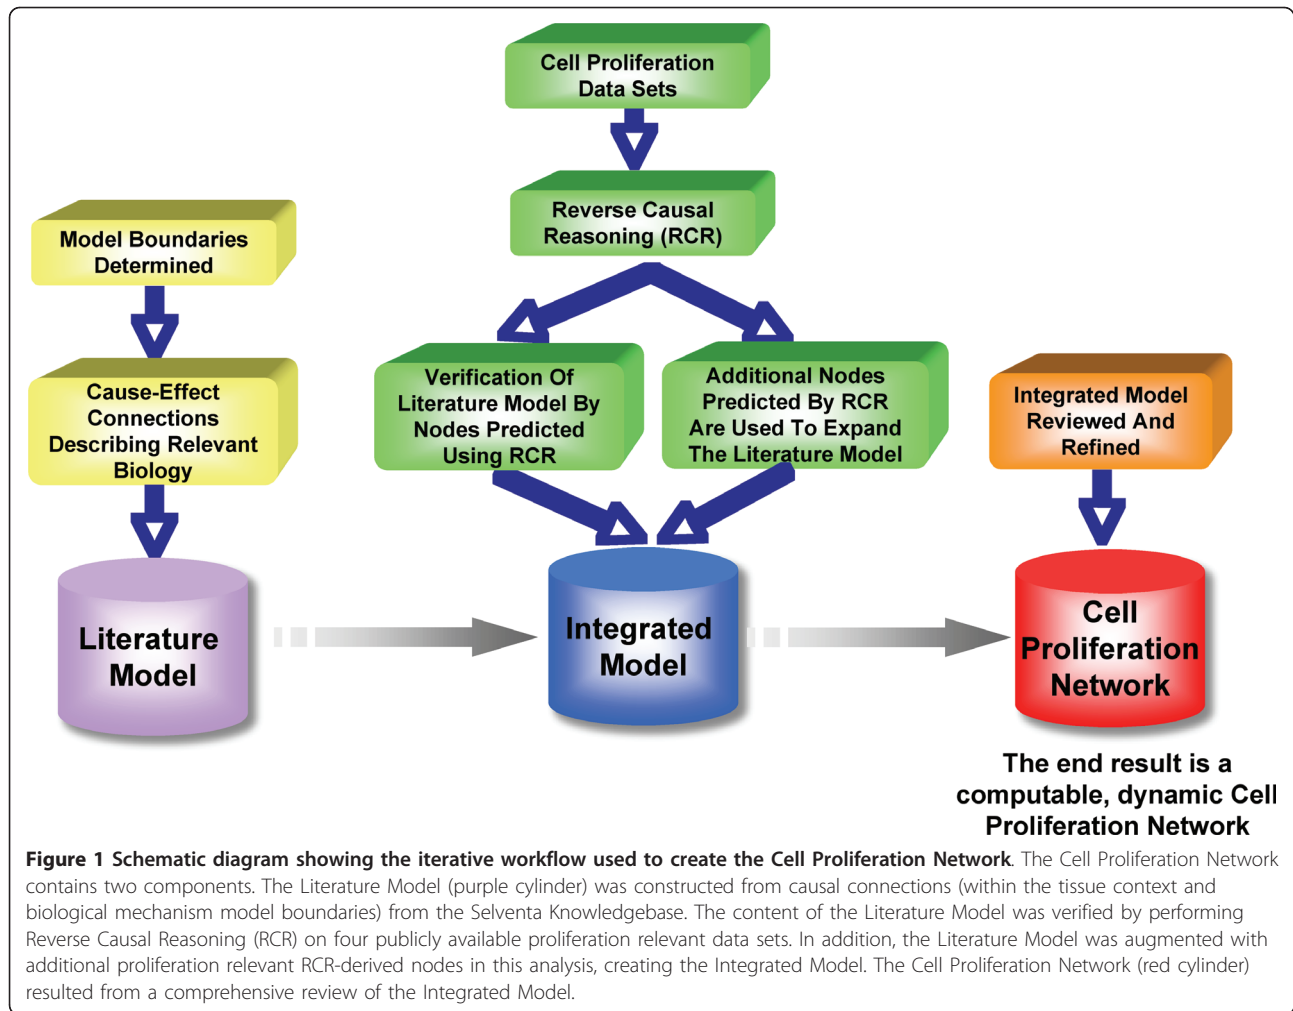 Cell Proliferation
Data Sets
Reverse Causal
Reasoning (RCR)
Model Boundaries
Determined
Cause-Effect
Connections
Describing Relevant
Biology
Verification Of
Literature Model By
Nodes Predicted
Using RCR
Additional Nodes
Predicted By RCR
Are Used To Expand
The Literature Model
Integrated Model
Reviewed And
Refined
Literature
Model
Integrated
Model
Cell
Proliferation
Network
The end result is a
computable, dynamic Cell
Proliferation Network
Figure 1 Schematic diagram showing the iterative workflow used to create the Cell Proliferation Network. The Cell Proliferation Network
contains two components. The Literature Model (purple cylinder) was constructed from causal connections (within the tissue context and
biological mechanism model boundaries) from the Selventa Knowledgebase. The content of the Literature Model was verified by performing
Reverse Causal Reasoning (RCR) on four publicly available proliferation relevant data sets. In addition, the Literature Model was augmented with
additional proliferation relevant RCR-derived nodes in this analysis, creating the Integrated Model. The Cell Proliferation Network (red cylinder)
resulted from a comprehensive review of the Integrated Model.